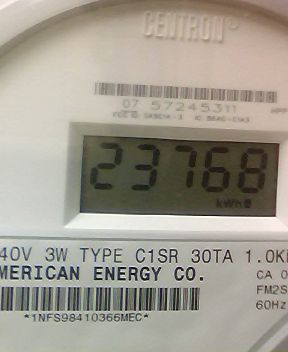 CENTRON
07 57245311
23768
kWh
40V 3W TYPE C1SR 30TA 1.0K
MERICAN ENERGY CO.
CA 0
FM2S
60Hz
*1NFS98410366MEC*